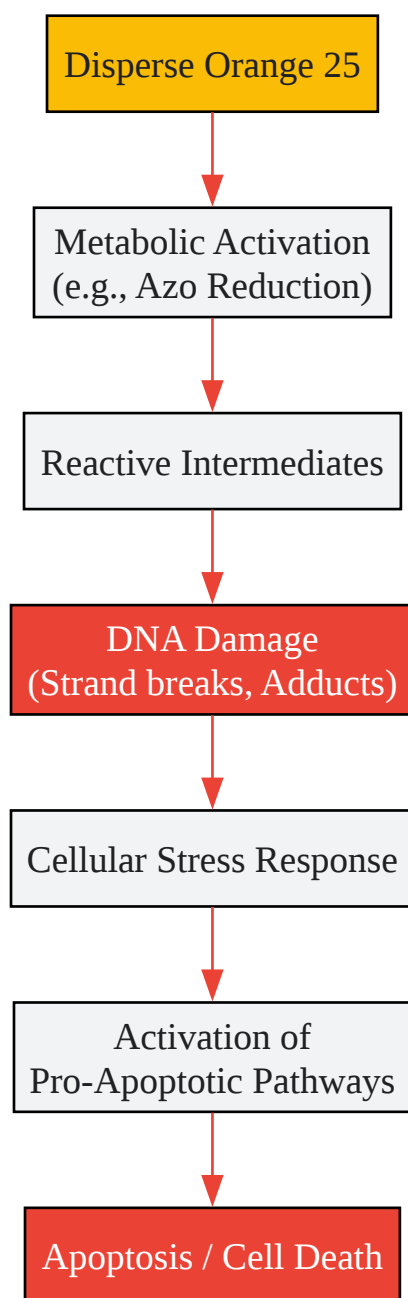 Disperse Orange 25
Metabolic Activation
(e.g., Azo Reduction)
Reactive Intermediates
DNA Damage
(Strand breaks, Adducts)
Cellular Stress Response
Activation of
Pro-Apoptotic Pathways
Apoptosis / Cell Death